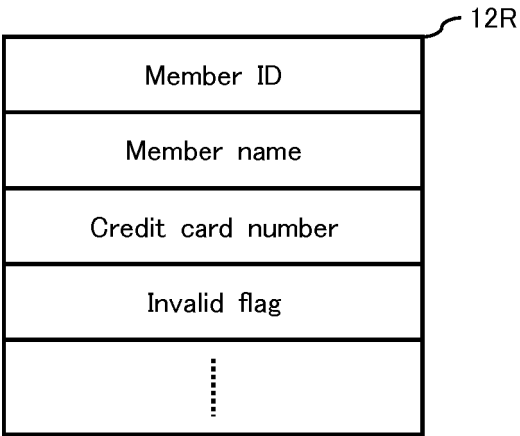 12R
Member ID
Member name
Credit card number
Invalid flag